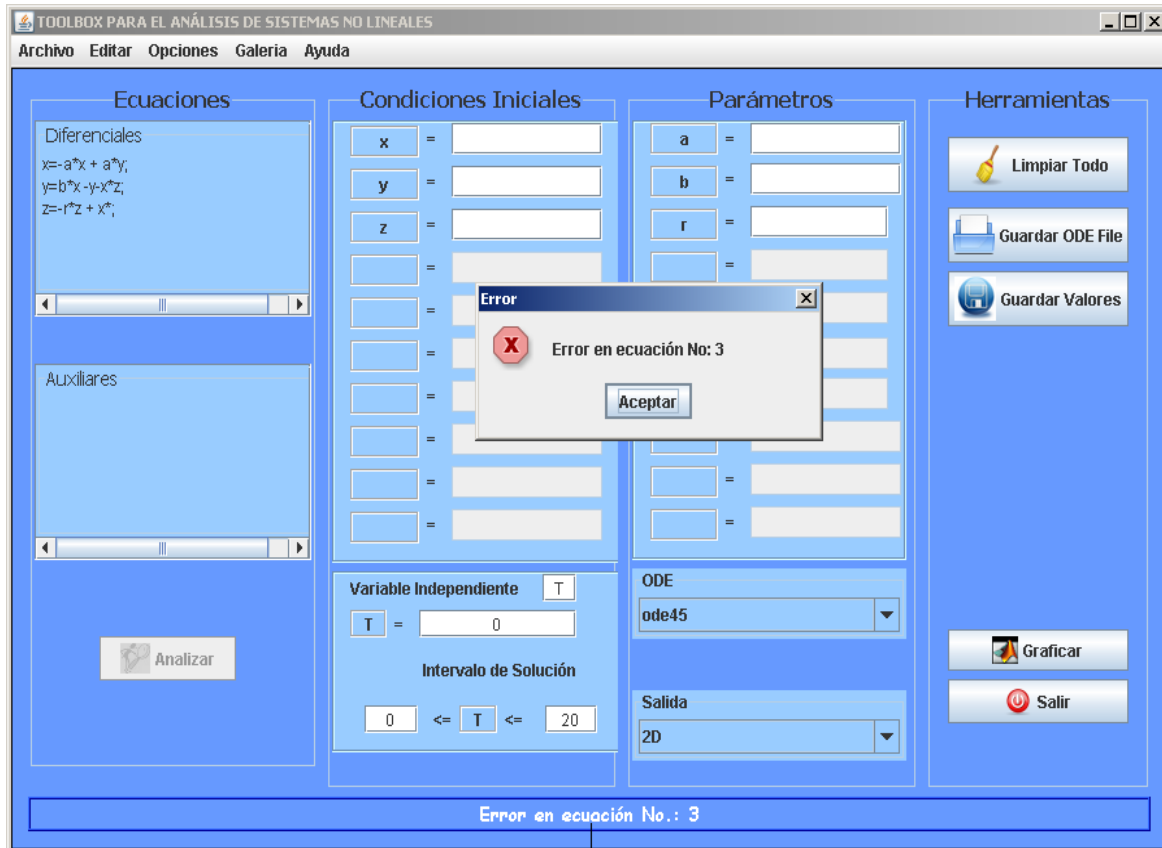 TOOLBOX PARA EL ANÁLISIS DE SISTEMAS NO LINEALES
Archivo Editar Opciones Galeria Ayuda
Ecuaciones
Diferenciales
x=-a*x + a*y;
y=b*x -y-x*z;
z=-r*z + x*;
Auxiliares
Analizar
Condiciones Iniciales
x =
y =
z =
=
=
=
=
=
=
=
Variable Independiente T
T = 0
Intervalo de Solución
0 <= T <= 20
Parámetros
a =
b =
r =
=
=
=
ODE
ode45
Salida
2D
Herramientas
Limpiar Todo
Guardar ODE File
Guardar Valores
Graficar
Salir
Error
X
Error en ecuación No: 3
Aceptar
Error en ecuación No.: 3